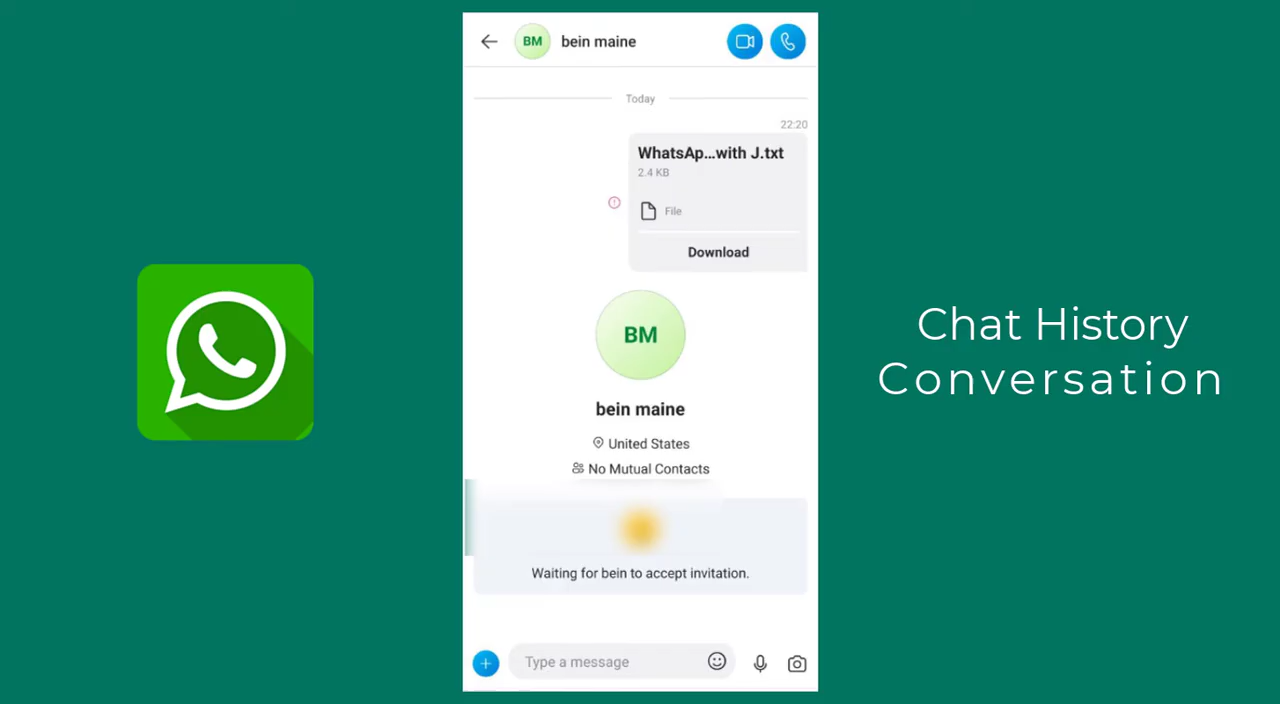 BM
bein maine
Today
22:20
WhatsAp...with J.txt
2.4 KB
File
Download
BM
bein maine
United States
No Mutual Contacts
Waiting for bein to accept invitation.
Type a message
Chat History
Conversation